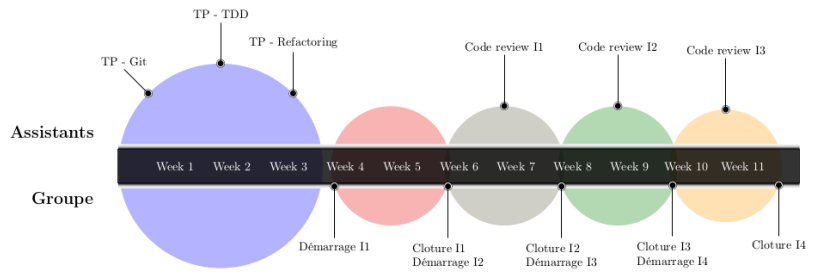 TP - TDD
TP - Refactoring
TP - Git
Code review I1
Code review I2
Code review I3
Assistants
Week 1
Week 2
Week 3
Week 4
Week 5
Week 6
Week 7
Week 8
Week 9
Week 10
Week 11
Groupe
Démarrage I1
Cloture I1
Démarrage I2
Cloture I2
Démarrage I3
Cloture I3
Démarrage I4
Cloture I4